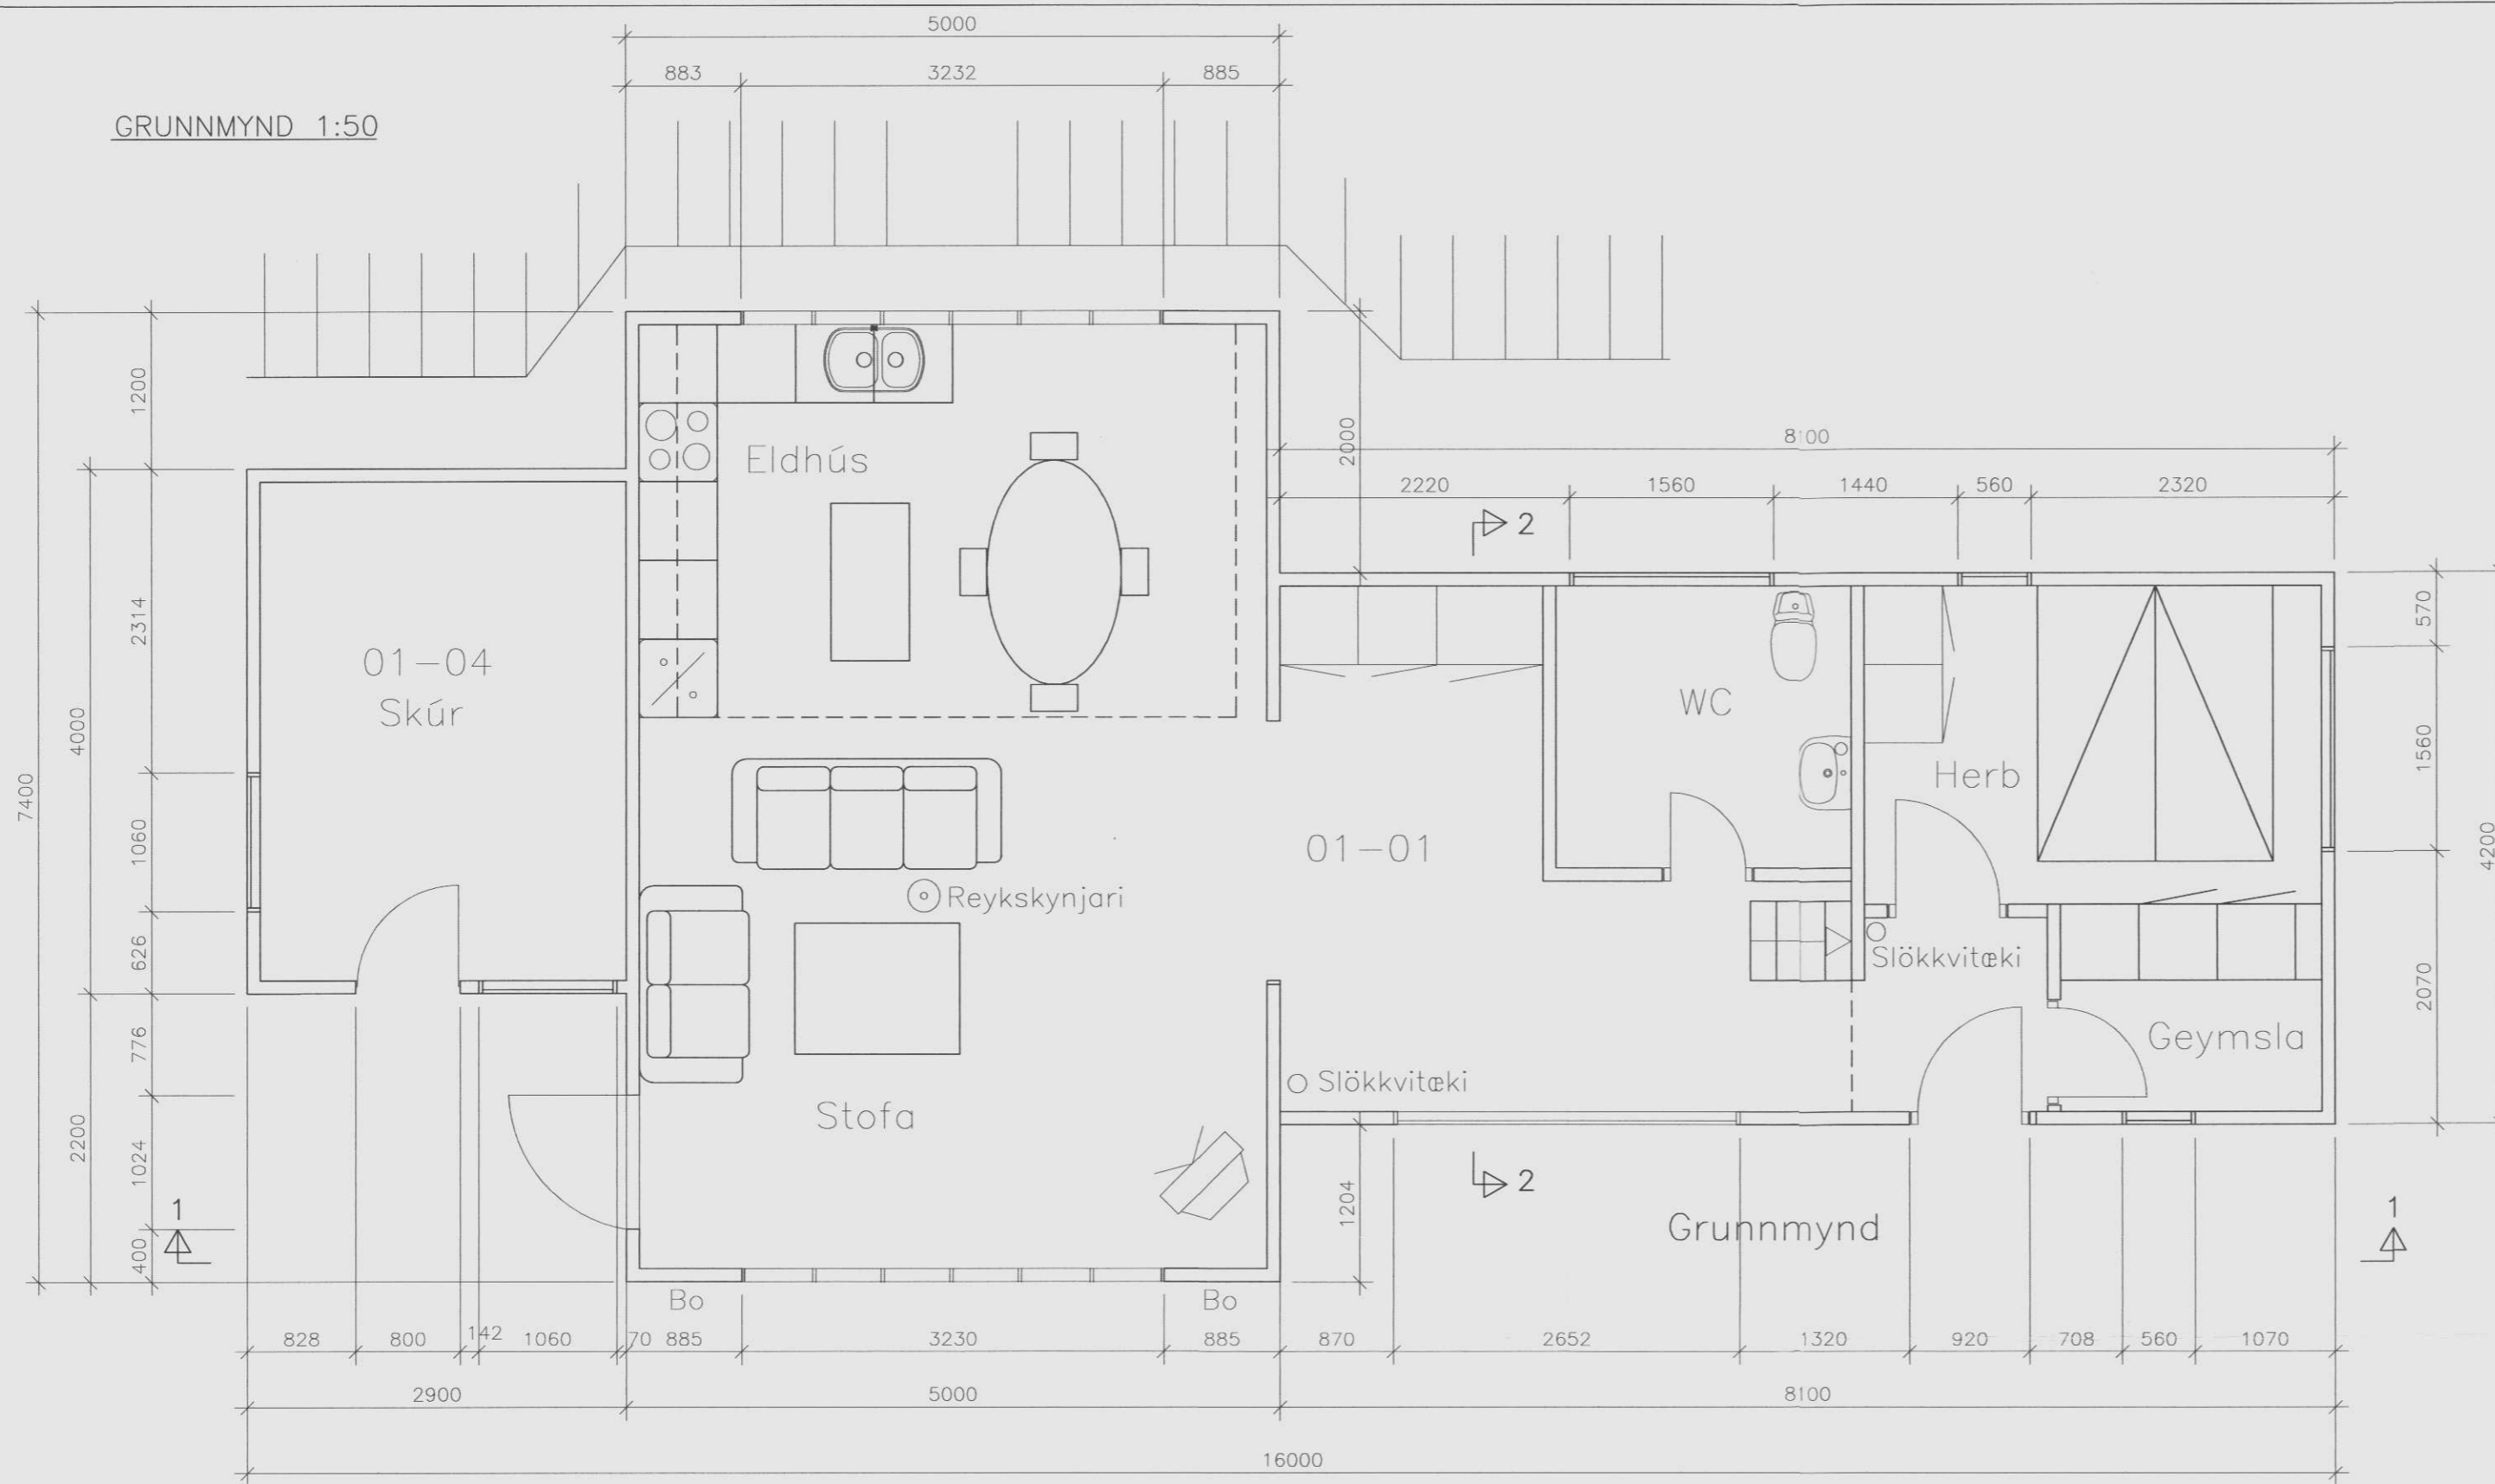 5000
883 3232 885
GRUNNMYND 1:50
1200
2000
8100
2220 1560 1440 560 2320
Eldhús
2
2314
570
01-04
Skúr
WC
4000
7400
1560
Herb
1060
01-01
4200
Reykskynjari
626
Slökkvitæki
2070
776
Geymsla
Slökkvitæki
Stofa
2200
1024
1204
2
1
1
Grunnmynd
400
Bo Bo
828 800 142 1060 70 885 3230 885 870 2652 1320 920 708 560 1070
2900 5000 8100
16000